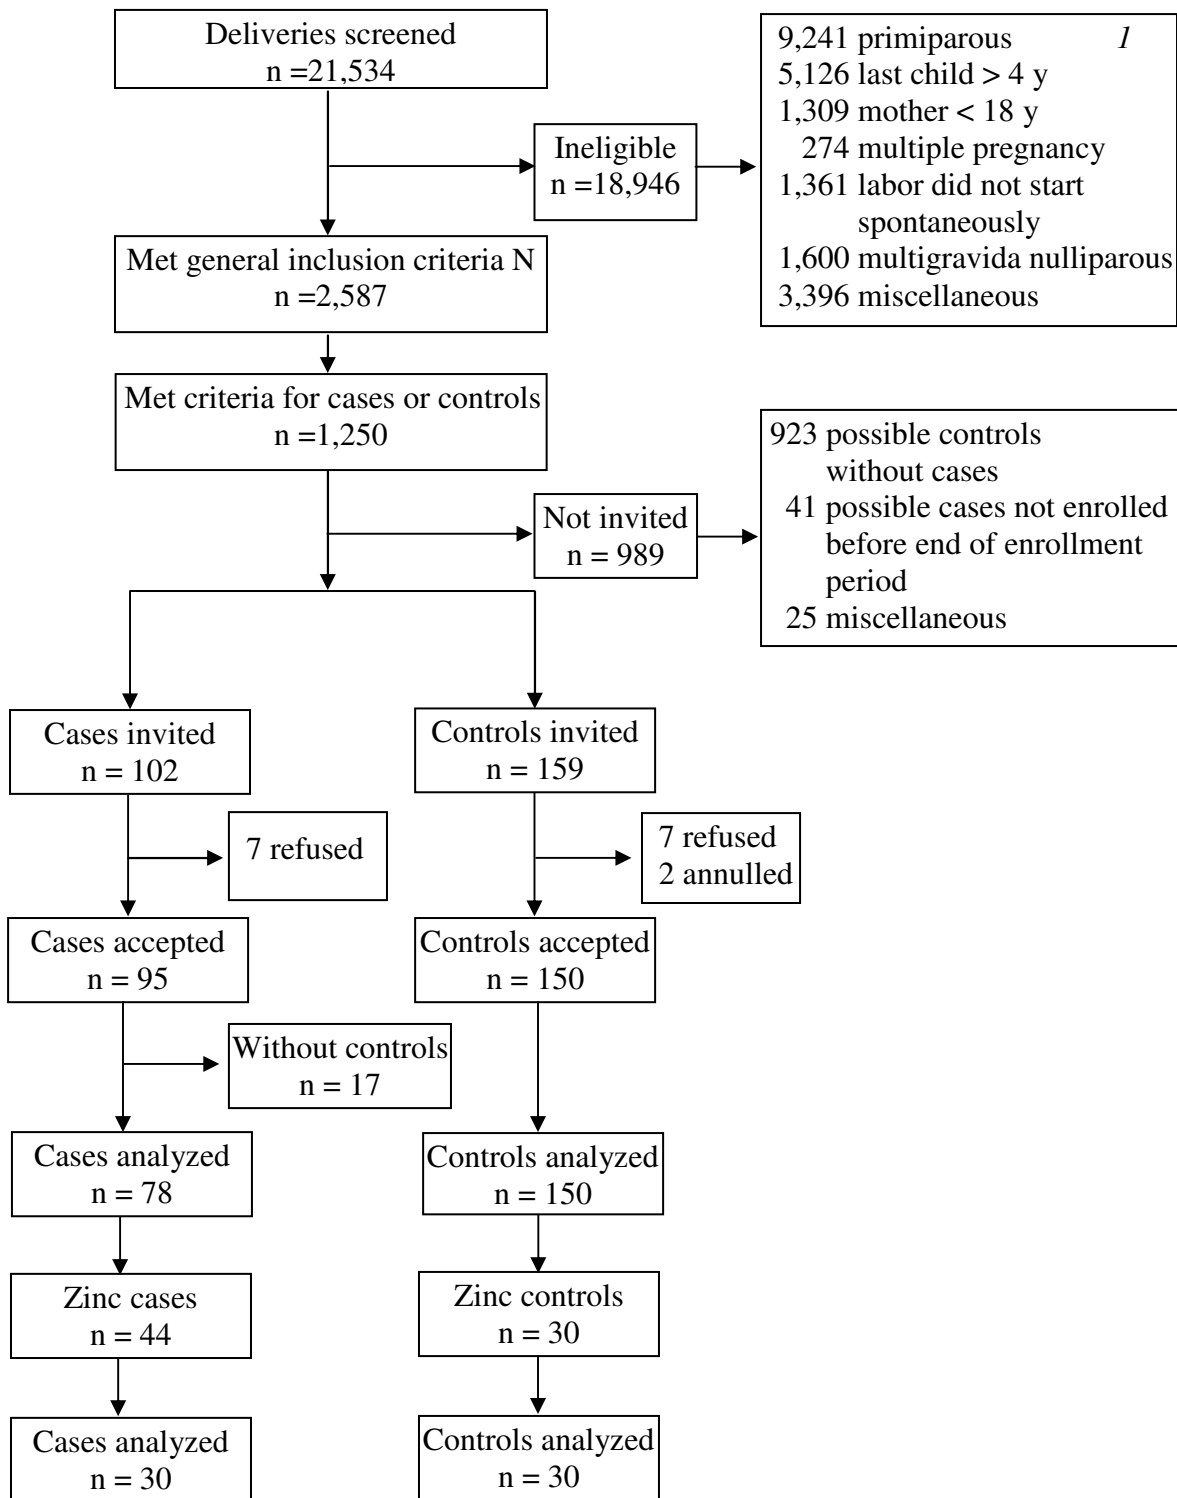 Deliveries screened
n =21,534
9,241 primiparous 1
5,126 last child > 4 y
1,309 mother < 18 y
274 multiple pregnancy
1,361 labor did not start
spontaneously
1,600 multigravida nulliparous
3,396 miscellaneous
Ineligible
n =18,946
Met general inclusion criteria N
n =2,587
Met criteria for cases or controls
n =1,250
923 possible controls
without cases
41 possible cases not enrolled
before end of enrollment
period
25 miscellaneous
Not invited
n = 989
Cases invited
n = 102
Controls invited
n = 159
7 refused
7 refused
2 annulled
Cases accepted
n = 95
Controls accepted
n = 150
Without controls
n = 17
Cases analyzed
n = 78
Controls analyzed
n = 150
Zinc cases
n = 44
Zinc controls
n = 30
Cases analyzed
n = 30
Controls analyzed
n = 30